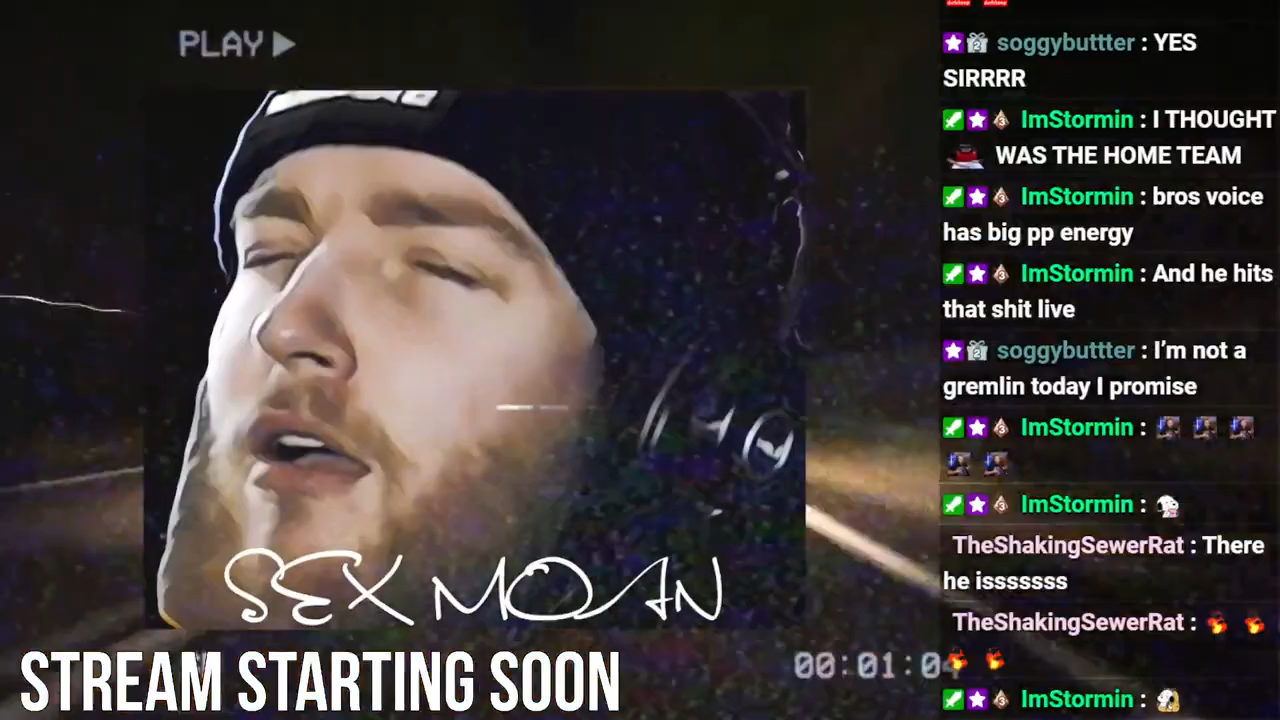 PLAY
SEX MOAN
STREAM STARTING SOON
00:01:04
soggybuttter : YES
SIRRRR
ImStormin : I THOUGHT
WAS THE HOME TEAM
ImStormin : bros voice
has big pp energy
ImStormin : And he hits
that shit live
soggybuttter : I’m not a
gremlin today I promise
ImStormin :
ImStormin :
TheShakingSewerRat : There
he isssssss
TheShakingSewerRat :
ImStormin :